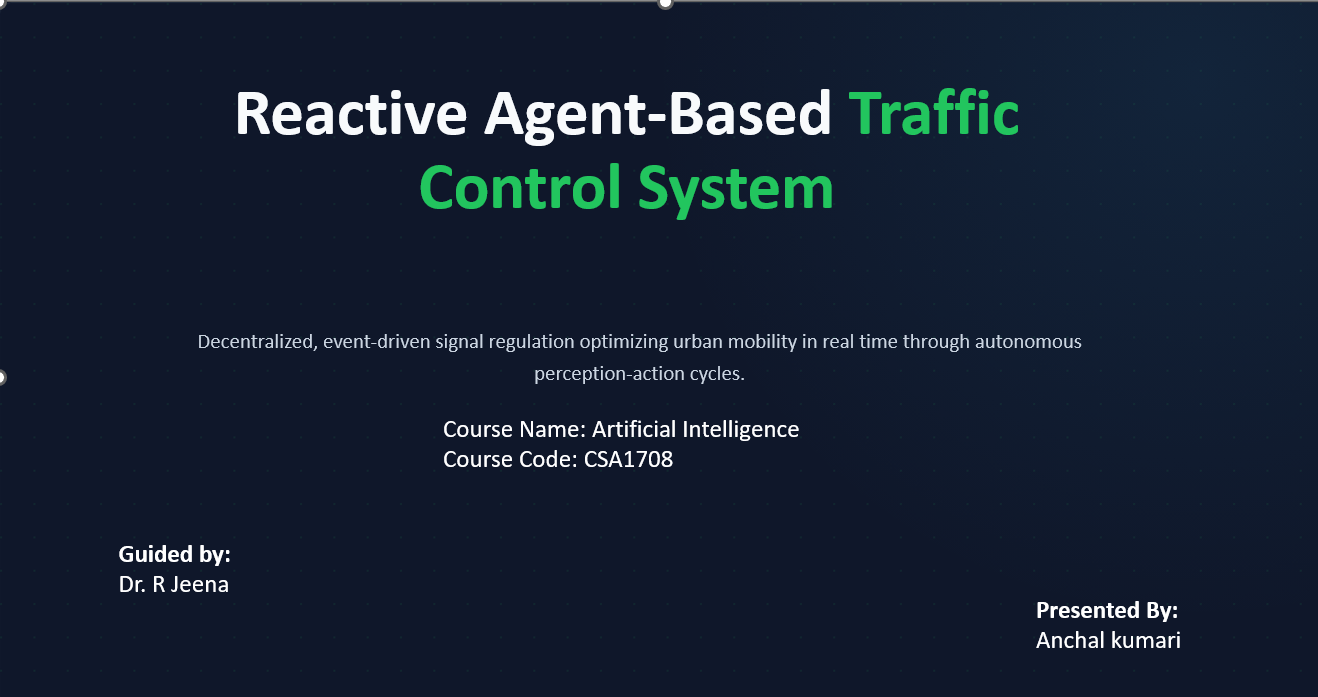 Reactive Agent-Based Traffic
Control System
Decentralized, event-driven signal regulation optimizing urban mobility in real time through autonomous
perception-action cycles.
Course Name: Artificial Intelligence
Course Code: CSA1708
Guided by:
Dr. R Jeena
Presented By:
Anchal kumari